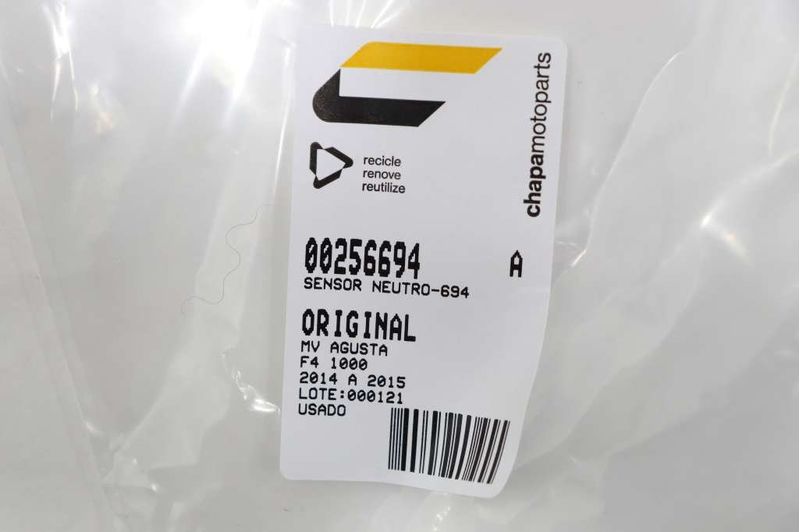 chapamotoparts
recicle
renove
reutilize
00256694 A
SENSOR NEUTRO-694
ORIGINAL
MV AGUSTA
F4 1000
2014 A 2015
LOTE:000121
USADO